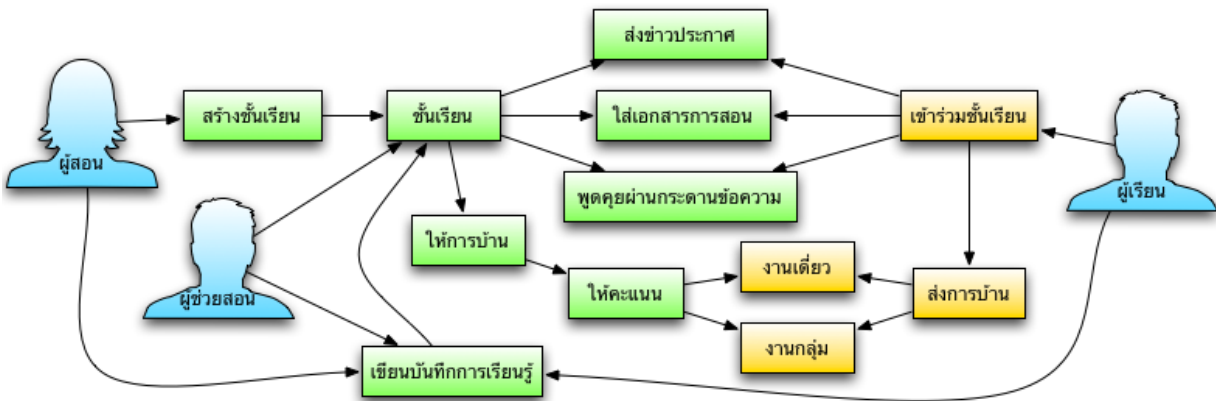 ส่งข่าวประกาศ
สร้างชั้นเรียน
ชั้นเรียน
ใส่เอกสารการสอน
เข้าร่วมชั้นเรียน
ผู้สอน
พูดคุยผ่านกระดานข้อความ
ผู้เรียน
ให้การบ้าน
งานเดี่ยว
ให้คะแนน
ส่งการบ้าน
ผู้ช่วยสอน
งานกลุ่ม
เขียนบันทึกการเรียนรู้